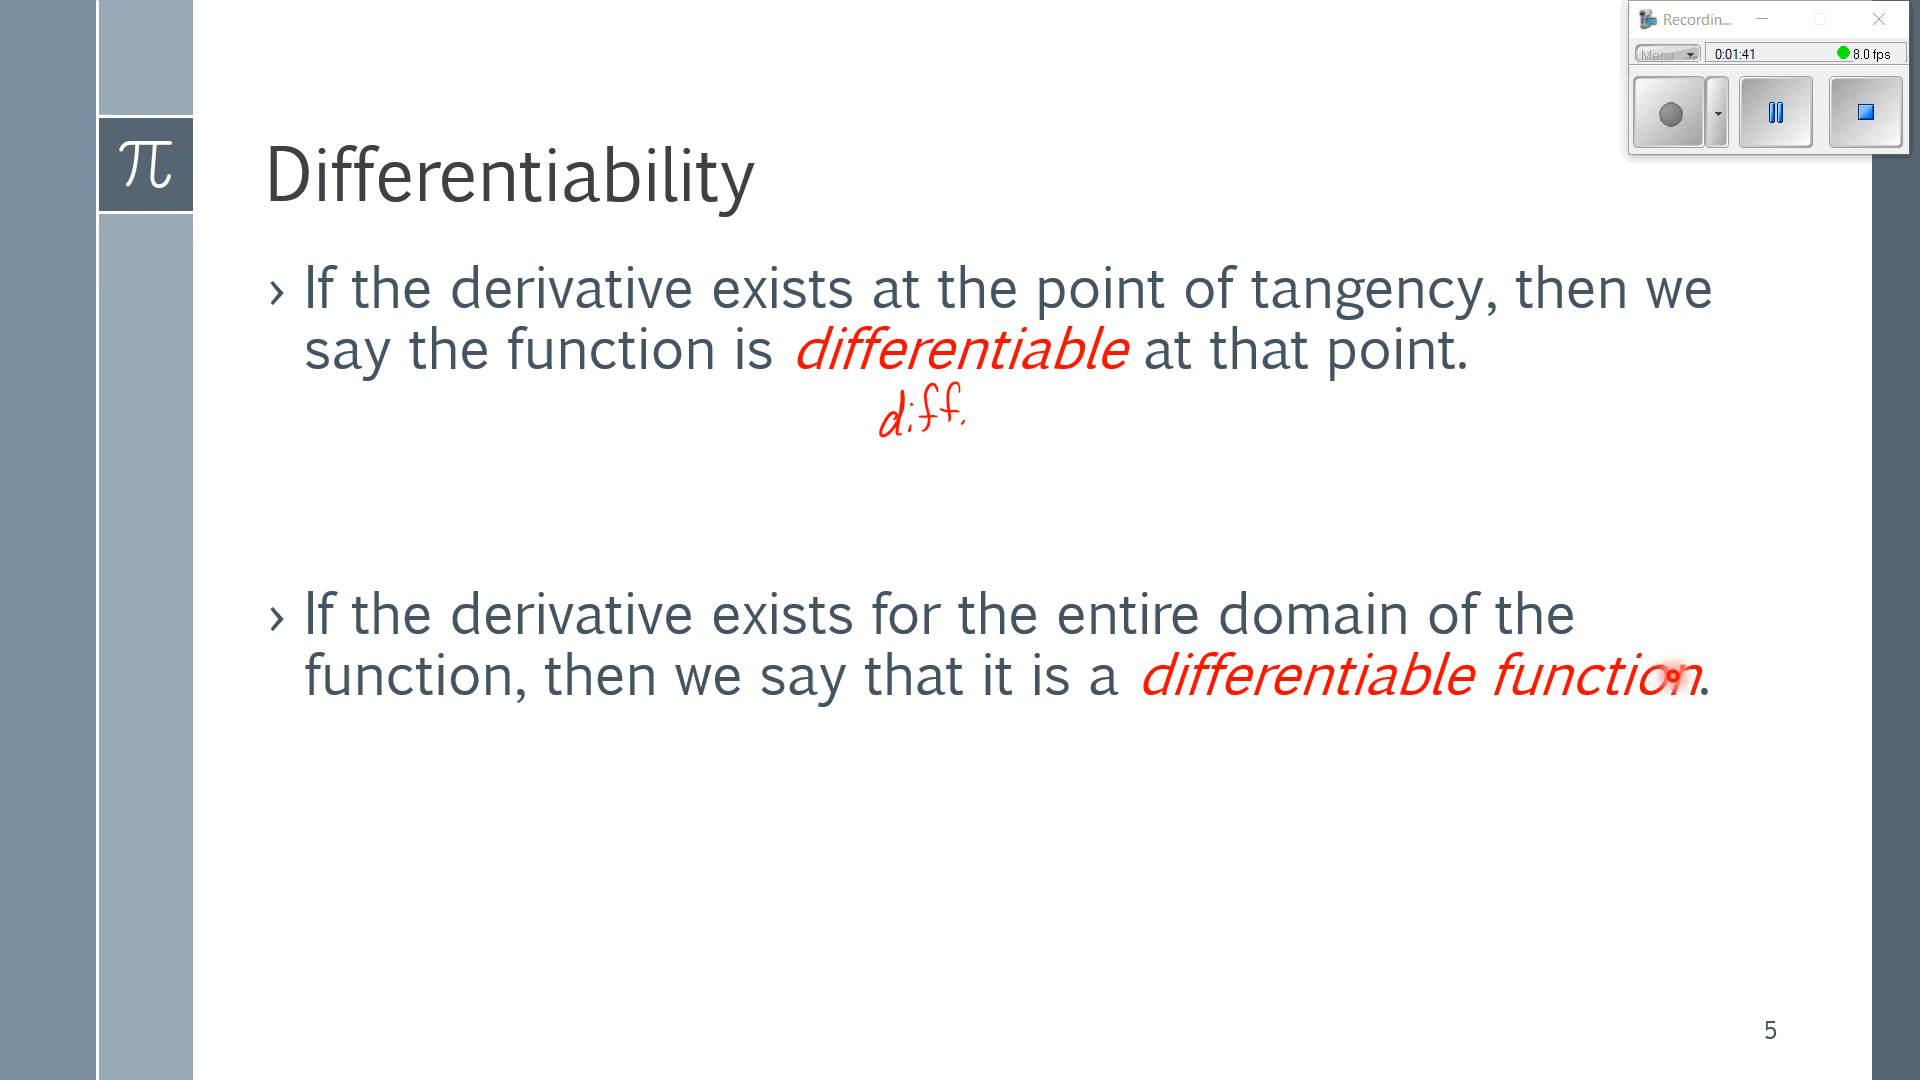 Recordin...
Menu 0:01:41 8.0 fps
π
Differentiability
› If the derivative exists at the point of tangency, then we
say the function is differentiable at that point.
diff.
› If the derivative exists for the entire domain of the
function, then we say that it is a differentiable function.
5